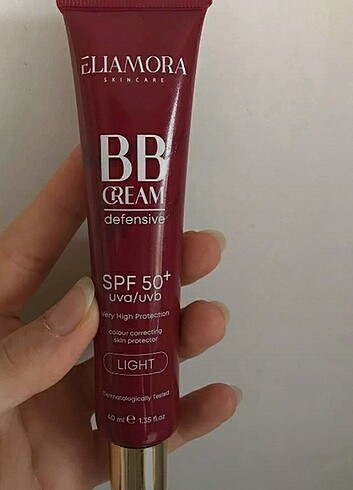 ELIAMORA
SKINCARE
BB
CREAM
defensive
SPF 50+
uva/uvb
Very High Protection
colour correcting
skin protector
LIGHT
Dermatologically Tested
40 ml e 1.35 fl.oz